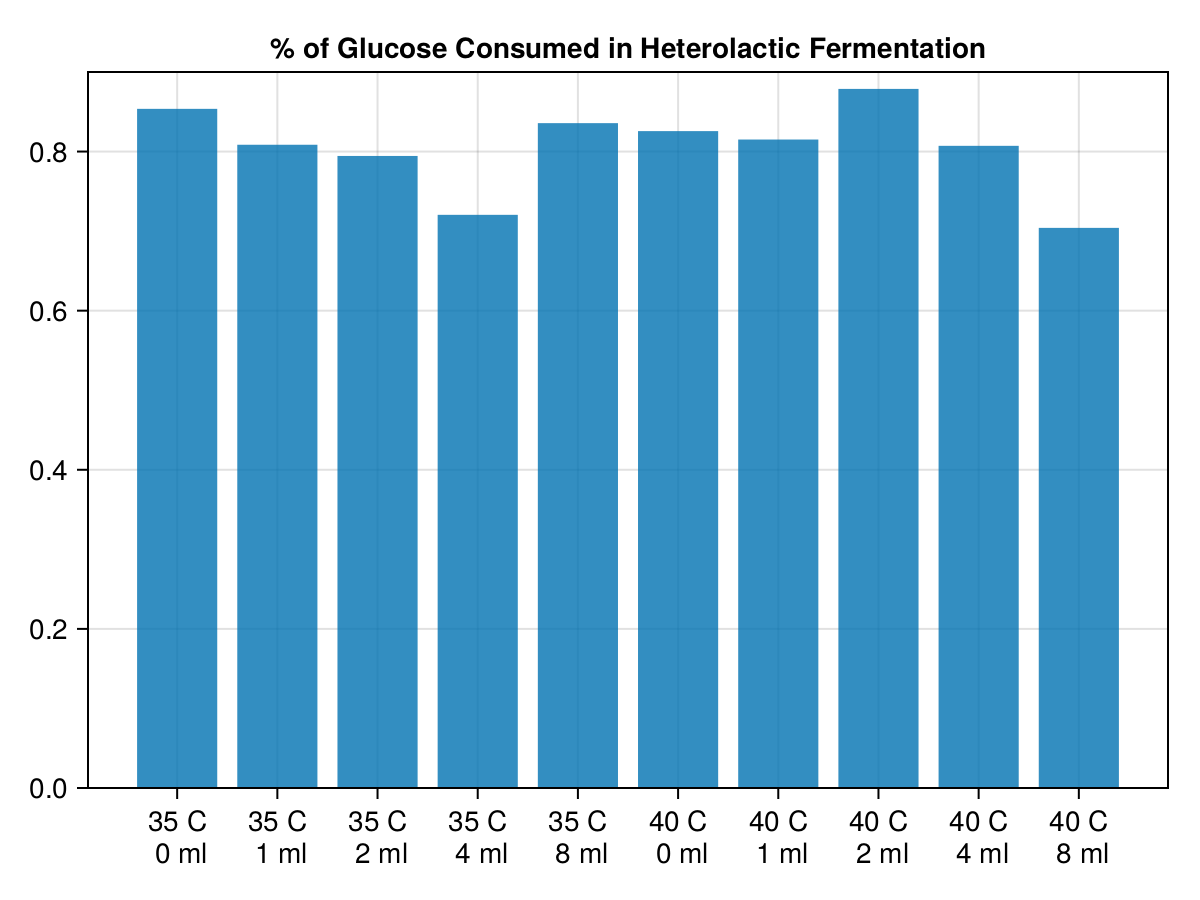 % of Glucose Consumed in Heterolactic Fermentation
0.8
0.6
0.4
0.2
0.0
35 C 35 C 35 C 35 C 35 C 40 C 40 C 40 C 40 C 40 C
0 ml 1 ml 2 ml 4 ml 8 ml 0 ml 1 ml 2 ml 4 ml 8 ml